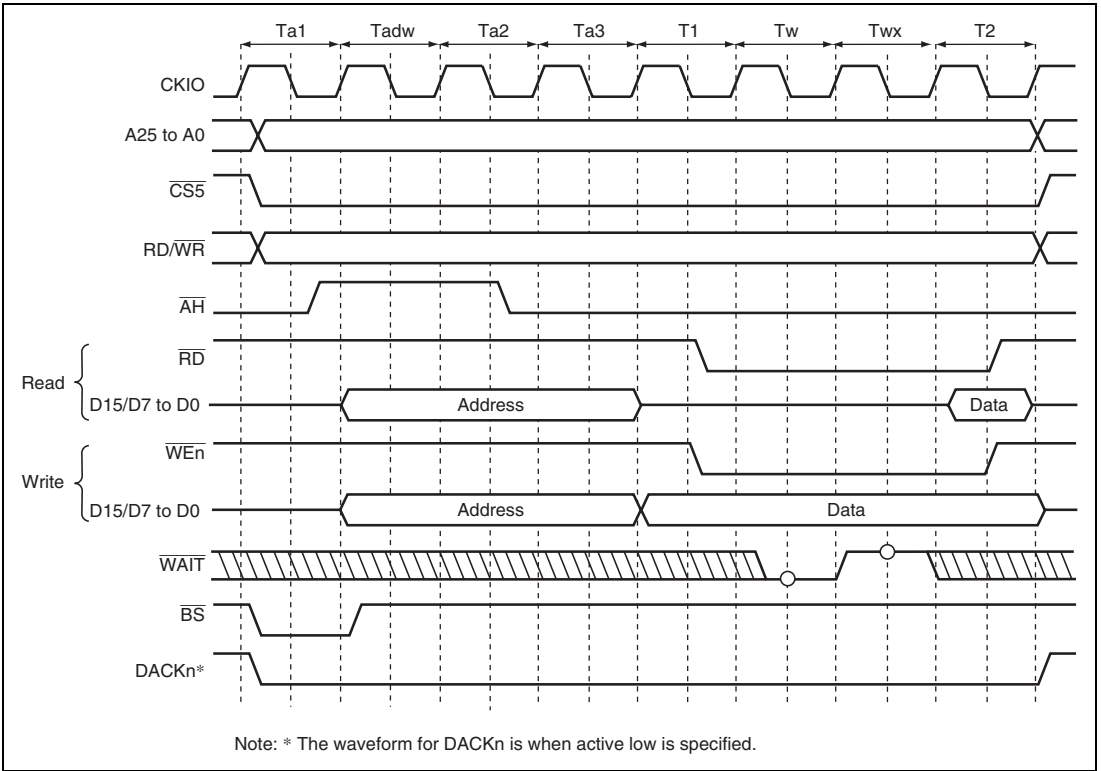 Ta1 Tadw Ta2 Ta3 T1 Tw Twx T2
CKIO
A25 to A0
CS5
RD/WR
AH
RD
Read
D15/D7 to D0 Address Data
WEn
Write
D15/D7 to D0 Address Data
WAIT
BS
DACKn*
Note: * The waveform for DACKn is when active low is specified.